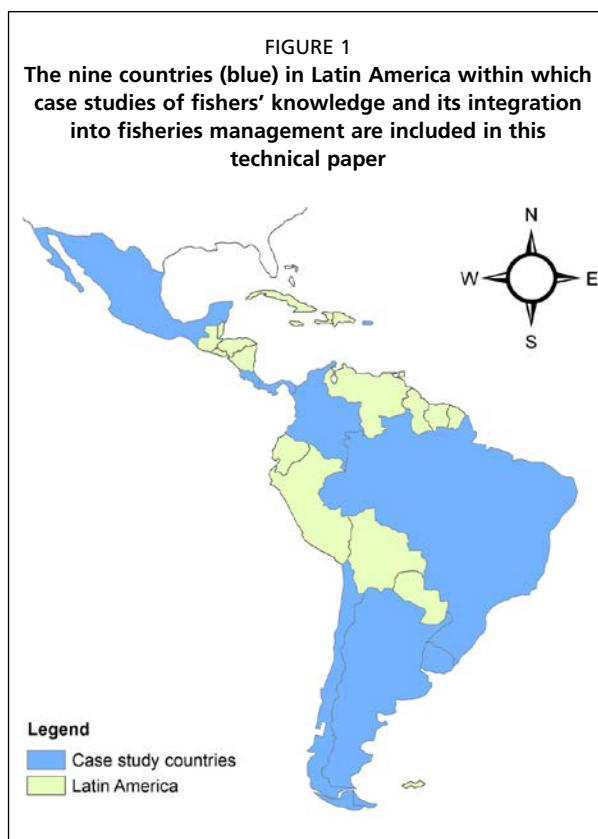 FIGURE 1
The nine countries (blue) in Latin America within which
case studies of fishers’ knowledge and its integration
into fisheries management are included in this
technical paper
N
W E
S
Legend
Case study countries
Latin America